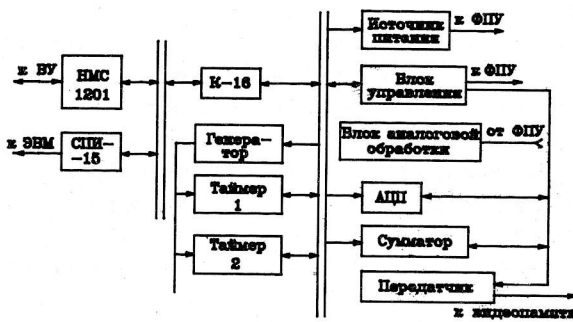 к ВУ
НМС
1201
к ЭВМ
СПИ-
-15
К-16
Генера-
тор
Таймер
1
Таймер
2
Источник
питания
к ФПУ
Блок
управления
к ФПУ
Блок аналоговой
обработки
от ФПУ
АЦП
Сумматор
Передатчик
к видеопамяти